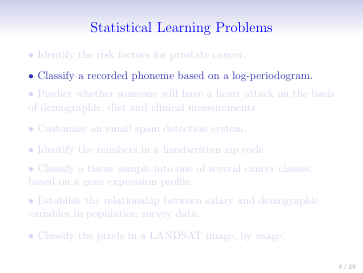 Statistical Learning Problems
• Identify the risk factors for prostate cancer.
• Classify a recorded phoneme based on a log-periodogram.
• Predict whether someone will have a heart attack on the basis
of demographic, diet and clinical measurements.
• Customize an email spam detection system.
• Identify the numbers in a handwritten zip code.
• Classify a tissue sample into one of several cancer classes,
based on a gene expression profile.
• Establish the relationship between salary and demographic
variables in population survey data.
• Classify the pixels in a LANDSAT image, by usage.
8 / 29